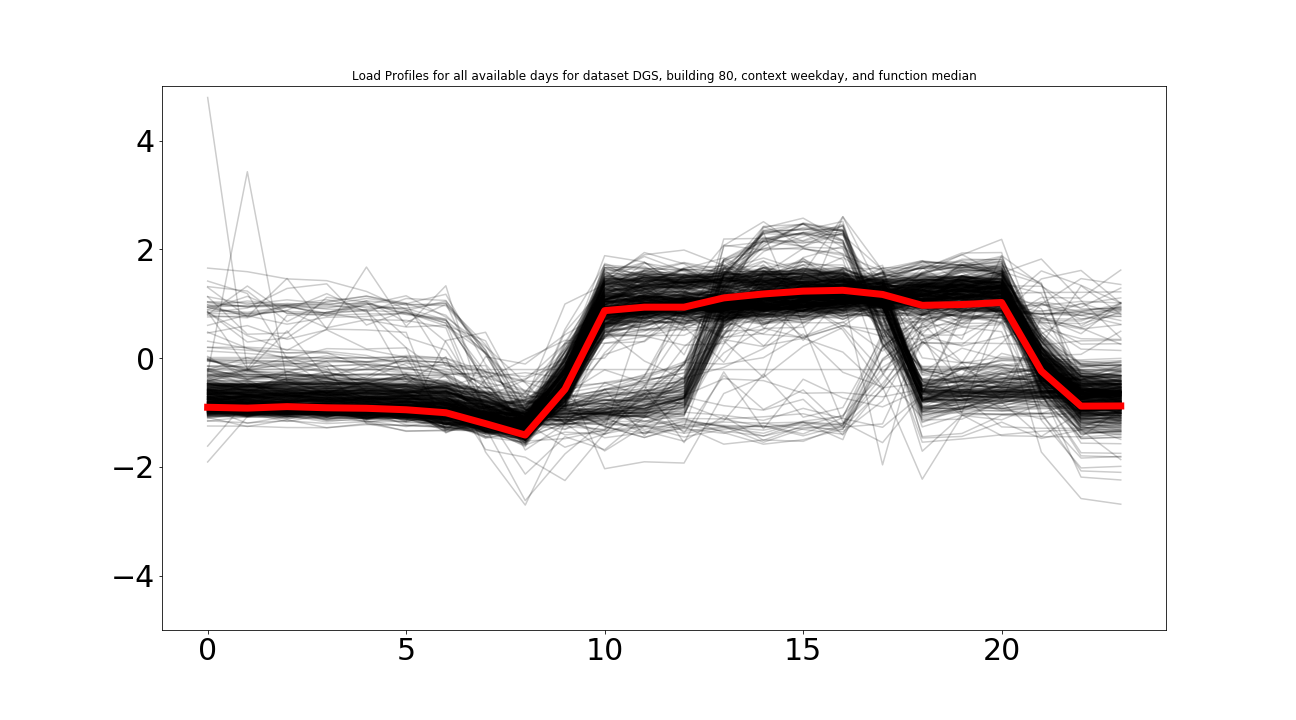 Load Profiles for all available days for dataset DGS, building 80, context weekday, and function median
4
2
0
−2
−4
0 5 10 15 20